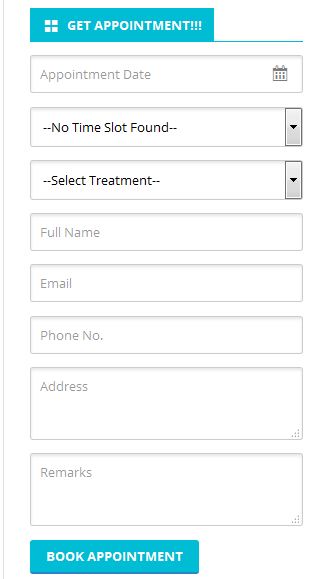 GET APPOINTMENT!!!
Appointment Date
--No Time Slot Found--
--Select Treatment--
Full Name
Email
Phone No.
Address
Remarks
BOOK APPOINTMENT